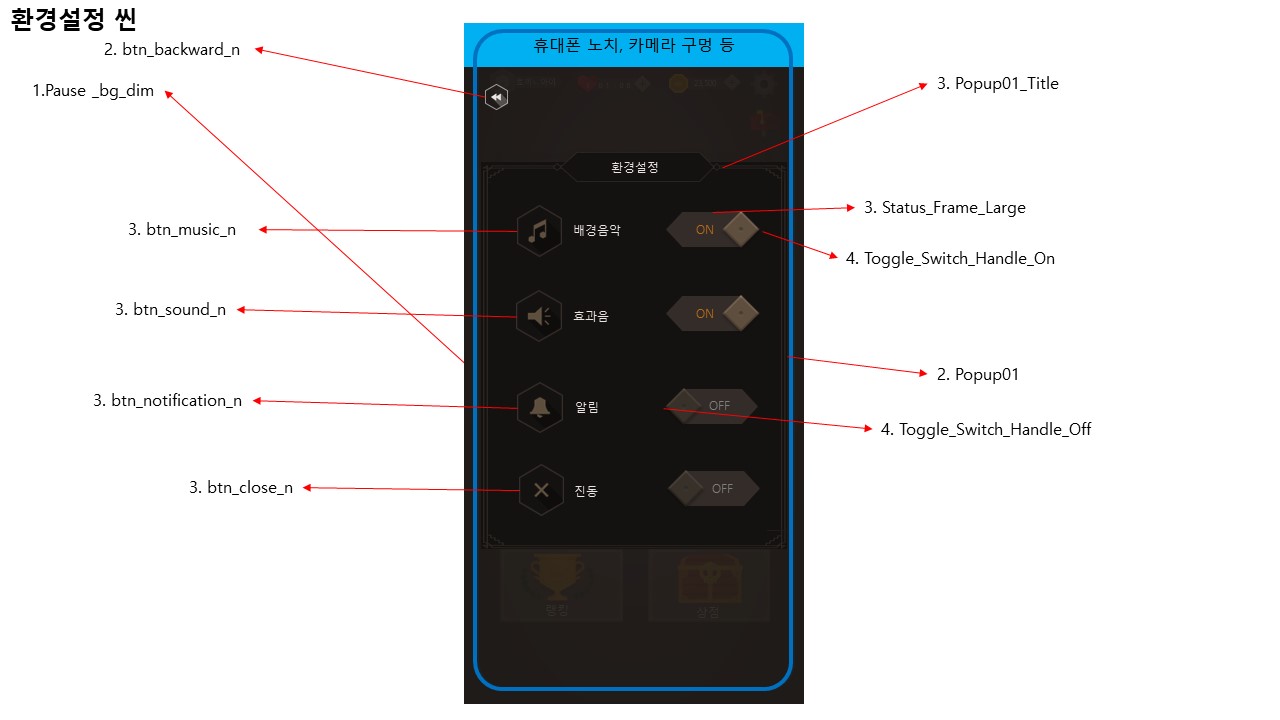 환경설정 씬
휴대폰 노치, 카메라 구멍 등
2. btn_backward_n
1.Pause _bg_dim
3. Popup01_Title
환경설정
3. Status_Frame_Large
3. btn_music_n
배경음악
ON
4. Toggle_Switch_Handle_On
3. btn_sound_n
효과음
ON
2. Popup01
3. btn_notification_n
알림
OFF
4. Toggle_Switch_Handle_Off
3. btn_close_n
진동
OFF
랭킹
상점